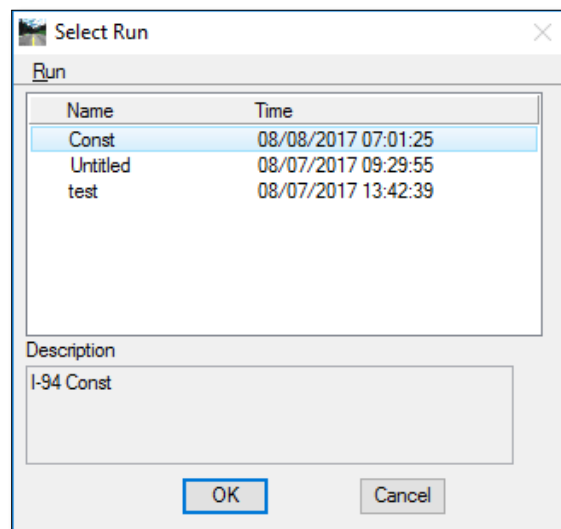 Select Run
Run
Name Time
Const 08/08/2017 07:01:25
Untitled 08/07/2017 09:29:55
test 08/07/2017 13:42:39
Description
I-94 Const
OK Cancel